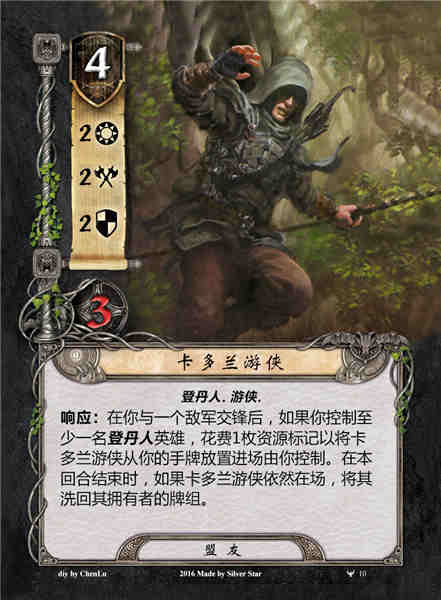 4
2
2
2
3
卡多兰游侠
登丹人. 游侠.
响应：在你与一个敌军交锋后，如果你控制至
少一名登丹人英雄，花费1枚资源标记以将卡
多兰游侠从你的手牌放置进场由你控制。在本
回合结束时，如果卡多兰游侠依然在场，将其
洗回其拥有者的牌组。
盟友
diy by ChenLu
2016 Made by Silver Star
10